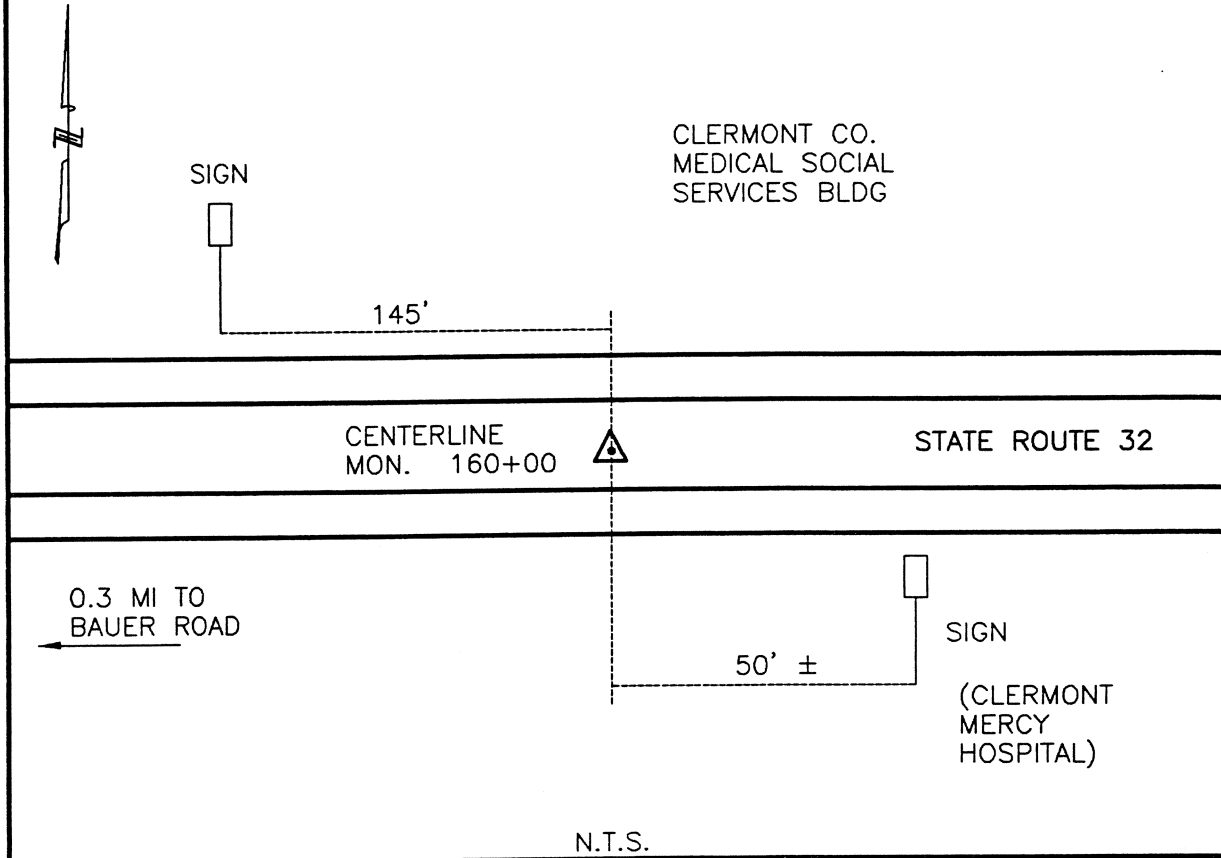 CLERMONT CO.
MEDICAL SOCIAL
SERVICES BLDG
N
SIGN
145'
CENTERLINE
MON. 160+00
STATE ROUTE 32
0.3 MI TO
BAUER ROAD
SIGN
50' ±
(CLERMONT
MERCY
HOSPITAL)
N.T.S.